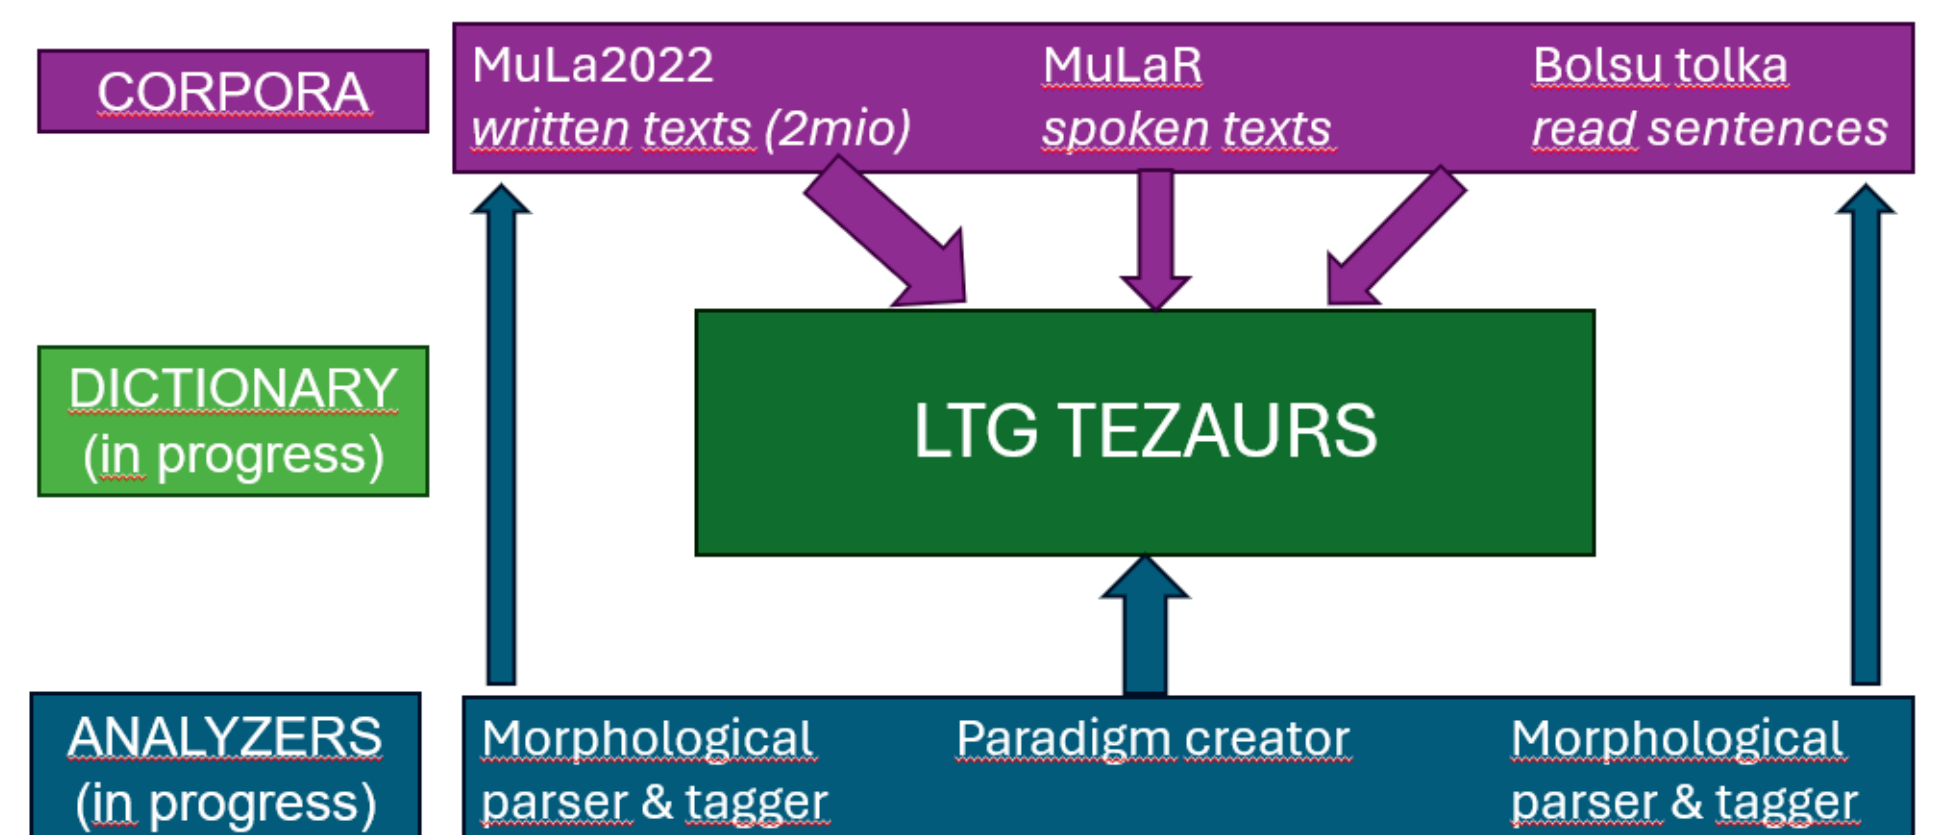 CORPORA
MuLa2022
written texts (2mio)
MuLaR
spoken texts
Bolsu tolka
read sentences
DICTIONARY
(in progress)
LTG TEZAURS
ANALYZERS
(in progress)
Morphological
parser & tagger
Paradigm creator
Morphological
parser & tagger